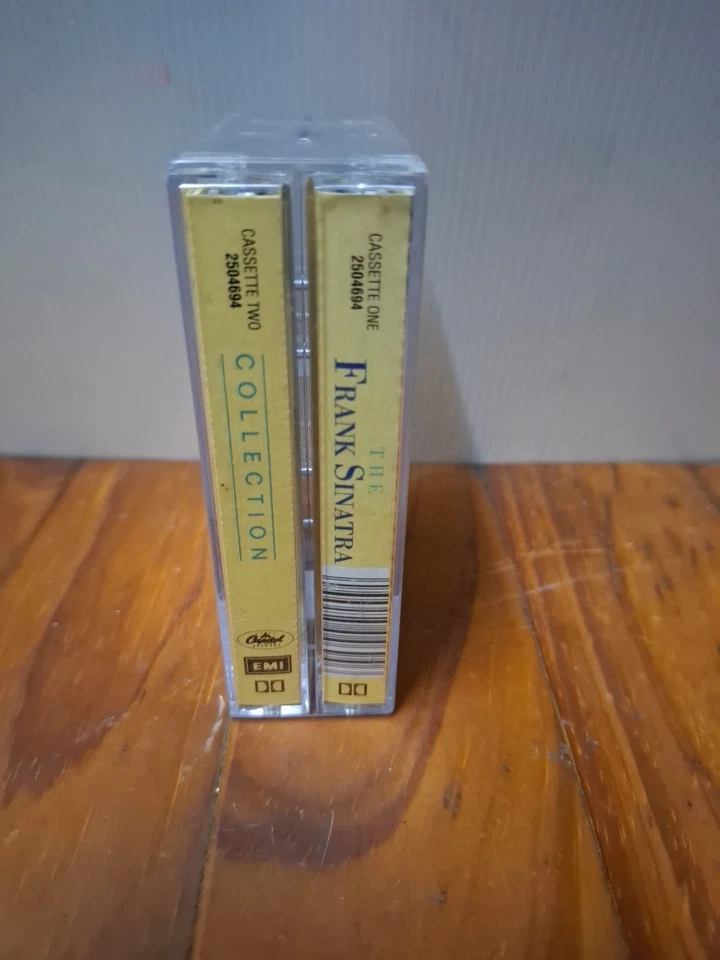 CASSETTE TWO
2504694
COLLECTION
Capitol
EMI
CASSETTE ONE
2504694
THE
FRANK SINATRA